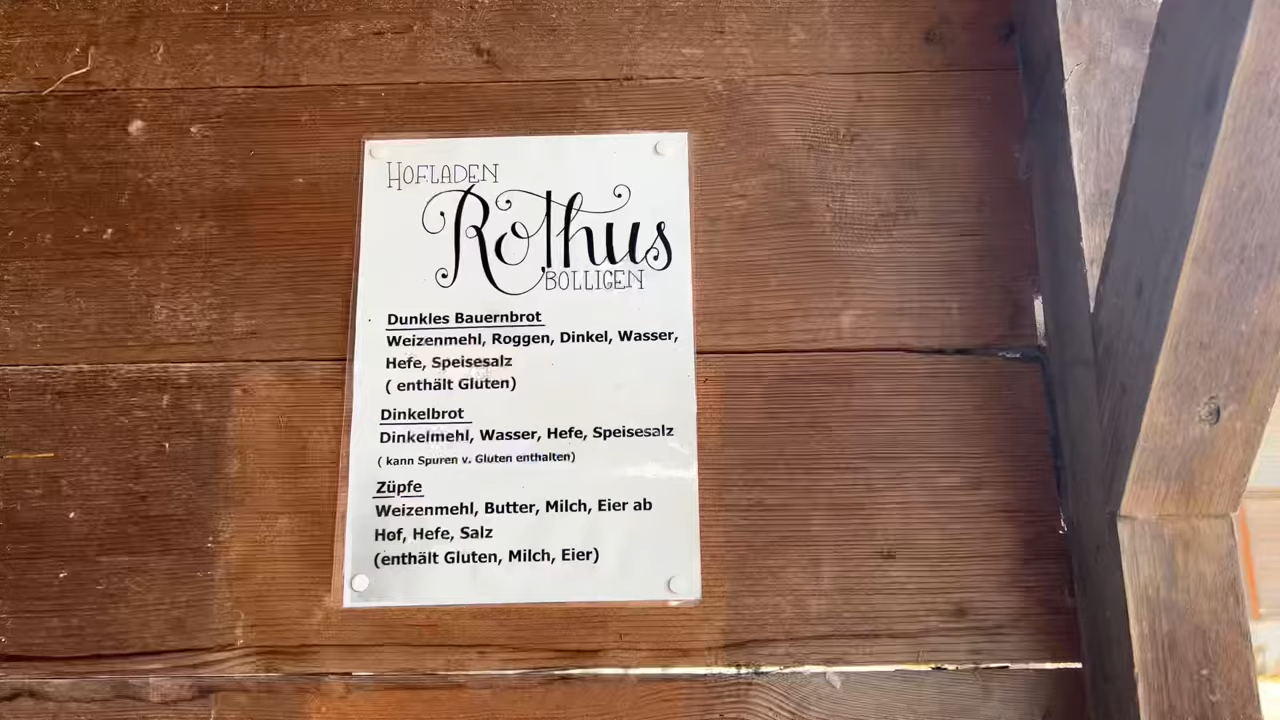 HOFLADEN
Rothus
BOLLIGEN
Dunkles Bauernbrot
Weizenmehl, Roggen, Dinkel, Wasser,
Hefe, Speisesalz
( enthält Gluten)
Dinkelbrot
Dinkelmehl, Wasser, Hefe, Speisesalz
( kann Spuren v. Gluten enthalten)
Züpfe
Weizenmehl, Butter, Milch, Eier ab
Hof, Hefe, Salz
(enthält Gluten, Milch, Eier)